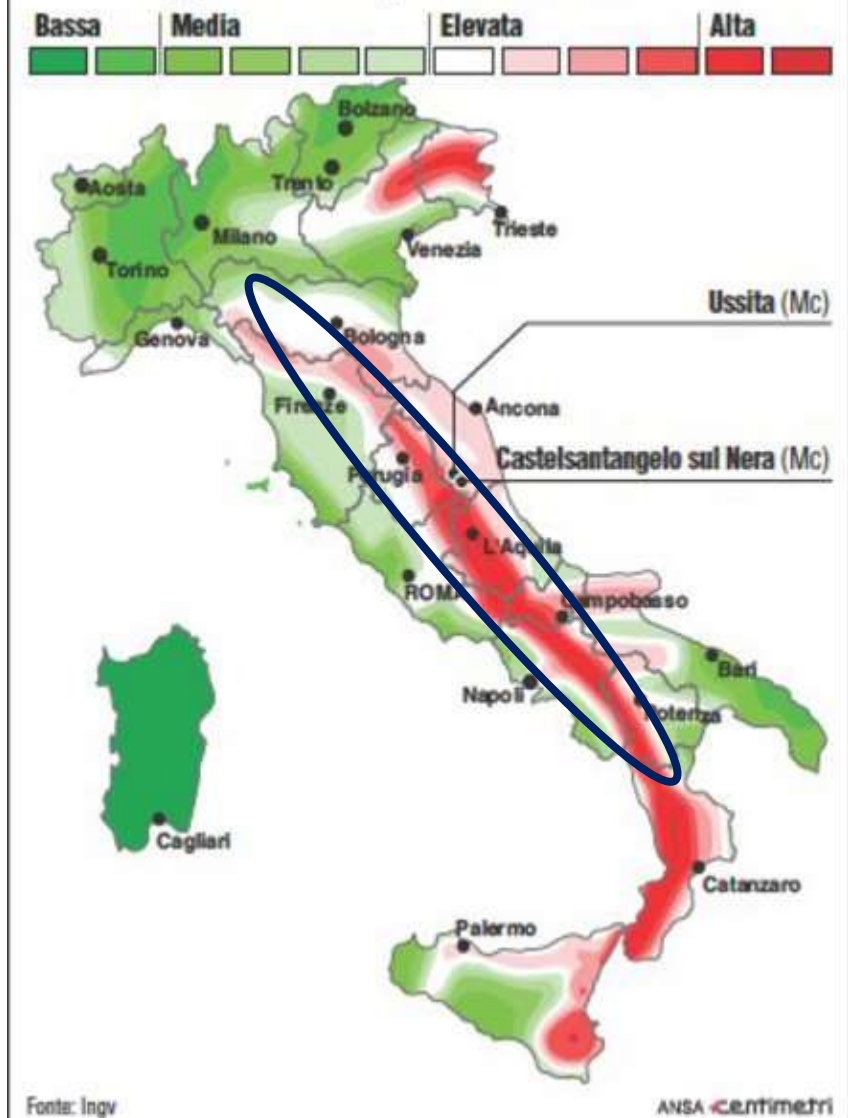 Bassa Media Elevata Alta
Bolzano
Aosta
Trento
Trieste
Milano
Venezia
Torino
Ussita (Mc)
Genova
Bologna
Firenze
Ancona
Castelsantangelo sul Nera (Mc)
Perugia
L'Aquila
ROMA
Campobasso
Bari
Napoli
Potenza
Cagliari
Catanzaro
Palermo
Fonte: Ingv
ANSA centimetri